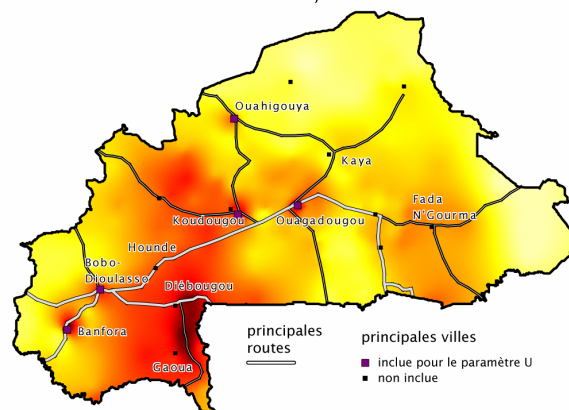 Ouahigouya
Kaya
Fada
N'Gourma
Koudougou
Ouagadougou
Hounde
Bobo-
Dioulasso
Diébougou
Banfora
Gaoua
principales
routes
principales villes
inclue pour le paramètre U
non inclue